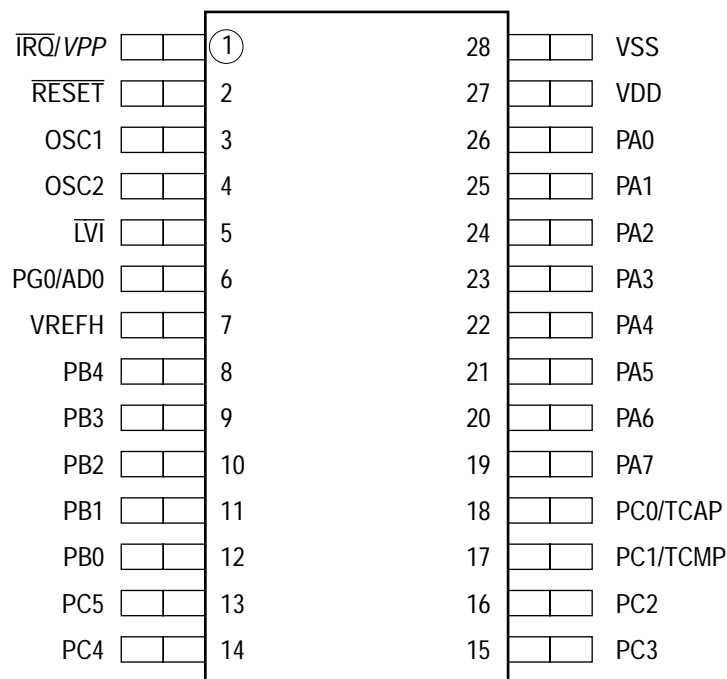 IRQ/VPP 1 28 VSS
RESET 2 27 VDD
OSC1 3 26 PA0
OSC2 4 25 PA1
LVI 5 24 PA2
PG0/AD0 6 23 PA3
VREFH 7 22 PA4
PB4 8 21 PA5
PB3 9 20 PA6
PB2 10 19 PA7
PB1 11 18 PC0/TCAP
PB0 12 17 PC1/TCMP
PC5 13 16 PC2
PC4 14 15 PC3